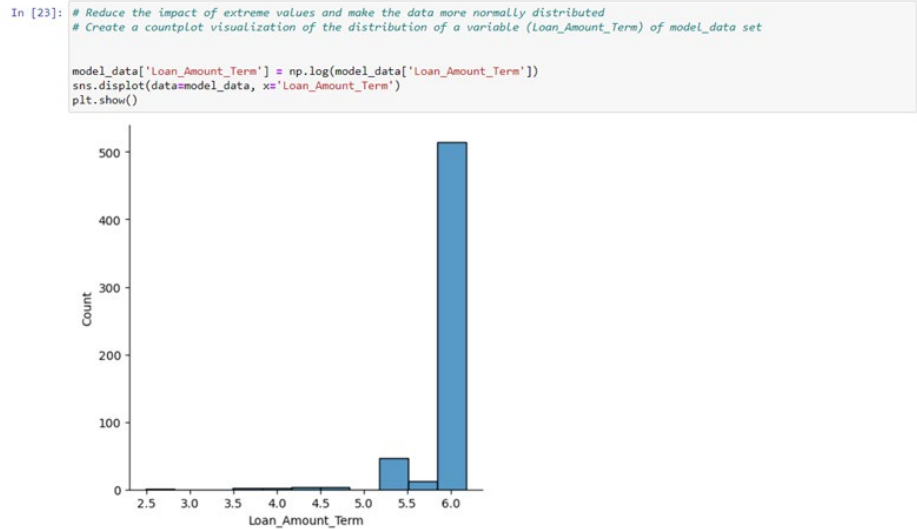 In [23]: # Reduce the impact of extreme values and make the data more normally distributed
# Create a countplot visualization of the distribution of a variable (Loan_Amount_Term) of model_data set
model_data['Loan_Amount_Term'] = np.log(model_data['Loan_Amount_Term'])
sns.displot(data=model_data, x='Loan_Amount_Term')
plt.show()
500
400
300
200
100
0
Count
2.5 3.0 3.5 4.0 4.5 5.0 5.5 6.0
Loan_Amount_Term